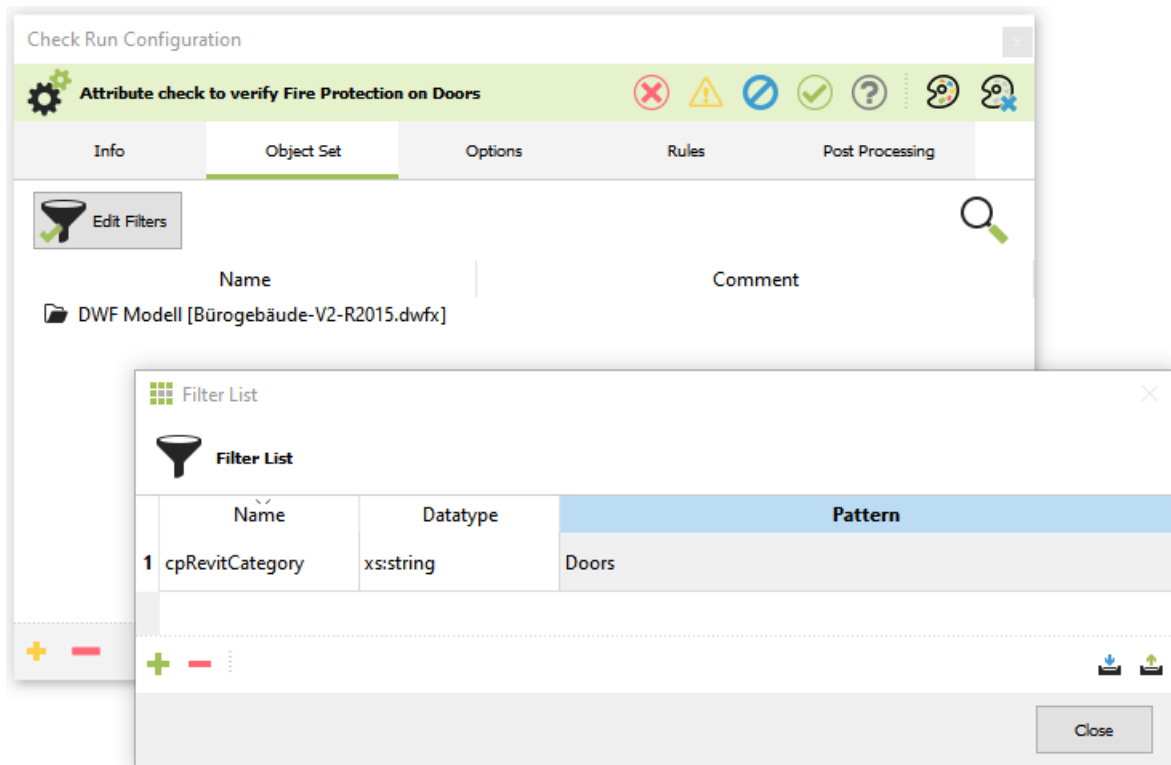 Check Run Configuration
x
Attribute check to verify Fire Protection on Doors
Info Object Set Options Rules Post Processing
Edit Filters
Name Comment
DWF Modell [Bürogebäude-V2-R2015.dwfx]
Filter List
Filter List
Name Datatype Pattern
1 cpRevitCategory xs:string Doors
Close